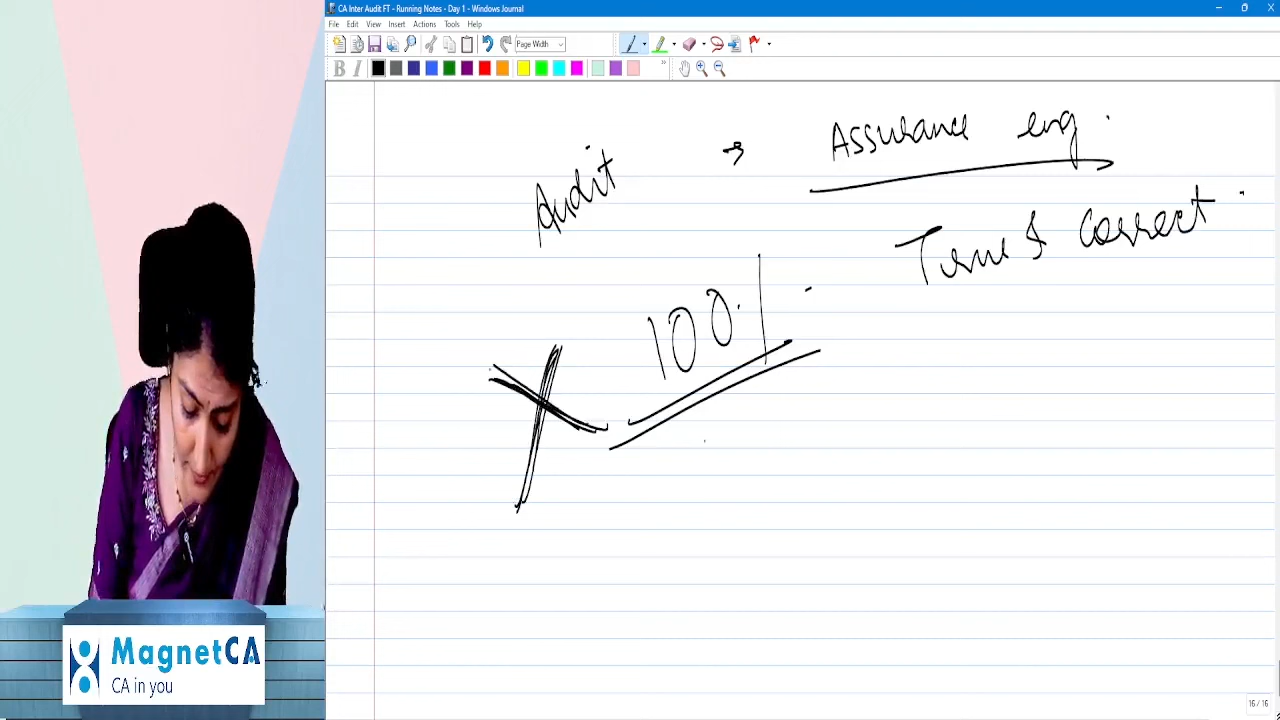 CA Inter Audit FT - Running Notes - Day 1 - Windows Journal
File Edit View Insert Actions Tools Help
Page Width
B I
Audit → Assurance eng.
True & Correct.
X 100%.
MagnetCA
CA in you
16 / 16